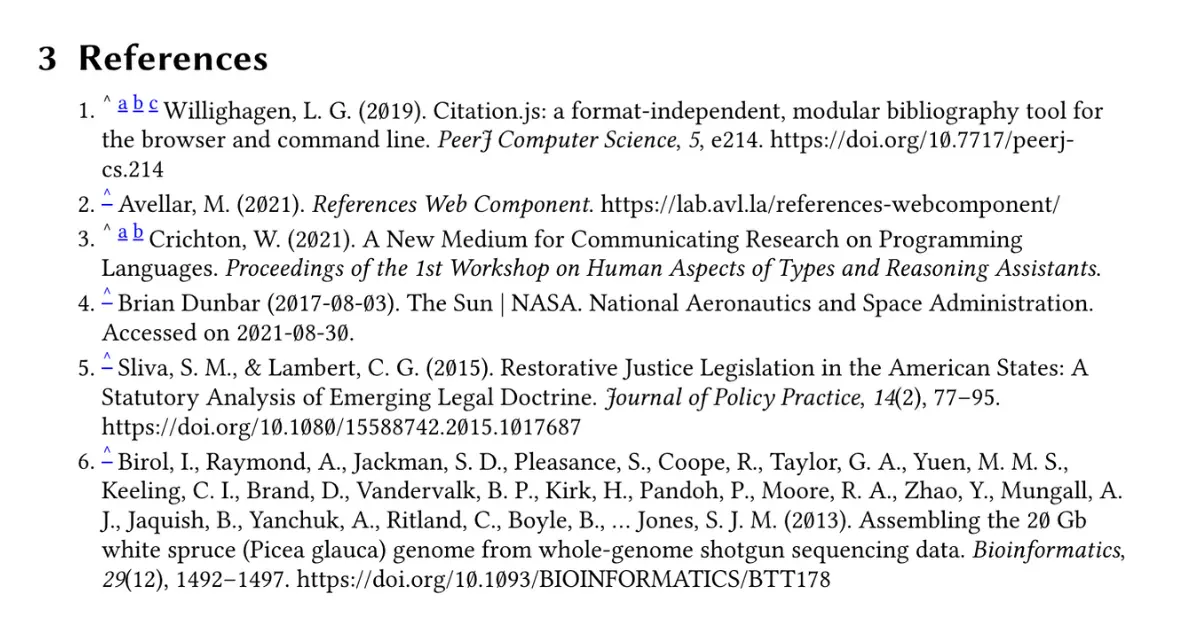 3 References
1. ^ a b c Willighagen, L. G. (2019). Citation.js: a format-independent, modular bibliography tool for
the browser and command line. PeerJ Computer Science, 5, e214. https://doi.org/10.7717/peerj-
cs.214
2. ^ Avellar, M. (2021). References Web Component. https://lab.avl.la/references-webcomponent/
3. ^ a b Crichton, W. (2021). A New Medium for Communicating Research on Programming
Languages. Proceedings of the 1st Workshop on Human Aspects of Types and Reasoning Assistants.
4. ^ Brian Dunbar (2017-08-03). The Sun | NASA. National Aeronautics and Space Administration.
Accessed on 2021-08-30.
5. ^ Sliva, S. M., & Lambert, C. G. (2015). Restorative Justice Legislation in the American States: A
Statutory Analysis of Emerging Legal Doctrine. Journal of Policy Practice, 14(2), 77–95.
https://doi.org/10.1080/15588742.2015.1017687
6. ^ Birol, I., Raymond, A., Jackman, S. D., Pleasance, S., Coope, R., Taylor, G. A., Yuen, M. M. S.,
Keeling, C. I., Brand, D., Vandervalk, B. P., Kirk, H., Pandoh, P., Moore, R. A., Zhao, Y., Mungall, A.
J., Jaquish, B., Yanchuk, A., Ritland, C., Boyle, B., … Jones, S. J. M. (2013). Assembling the 20 Gb
white spruce (Picea glauca) genome from whole-genome shotgun sequencing data. Bioinformatics,
29(12), 1492–1497. https://doi.org/10.1093/BIOINFORMATICS/BTT178